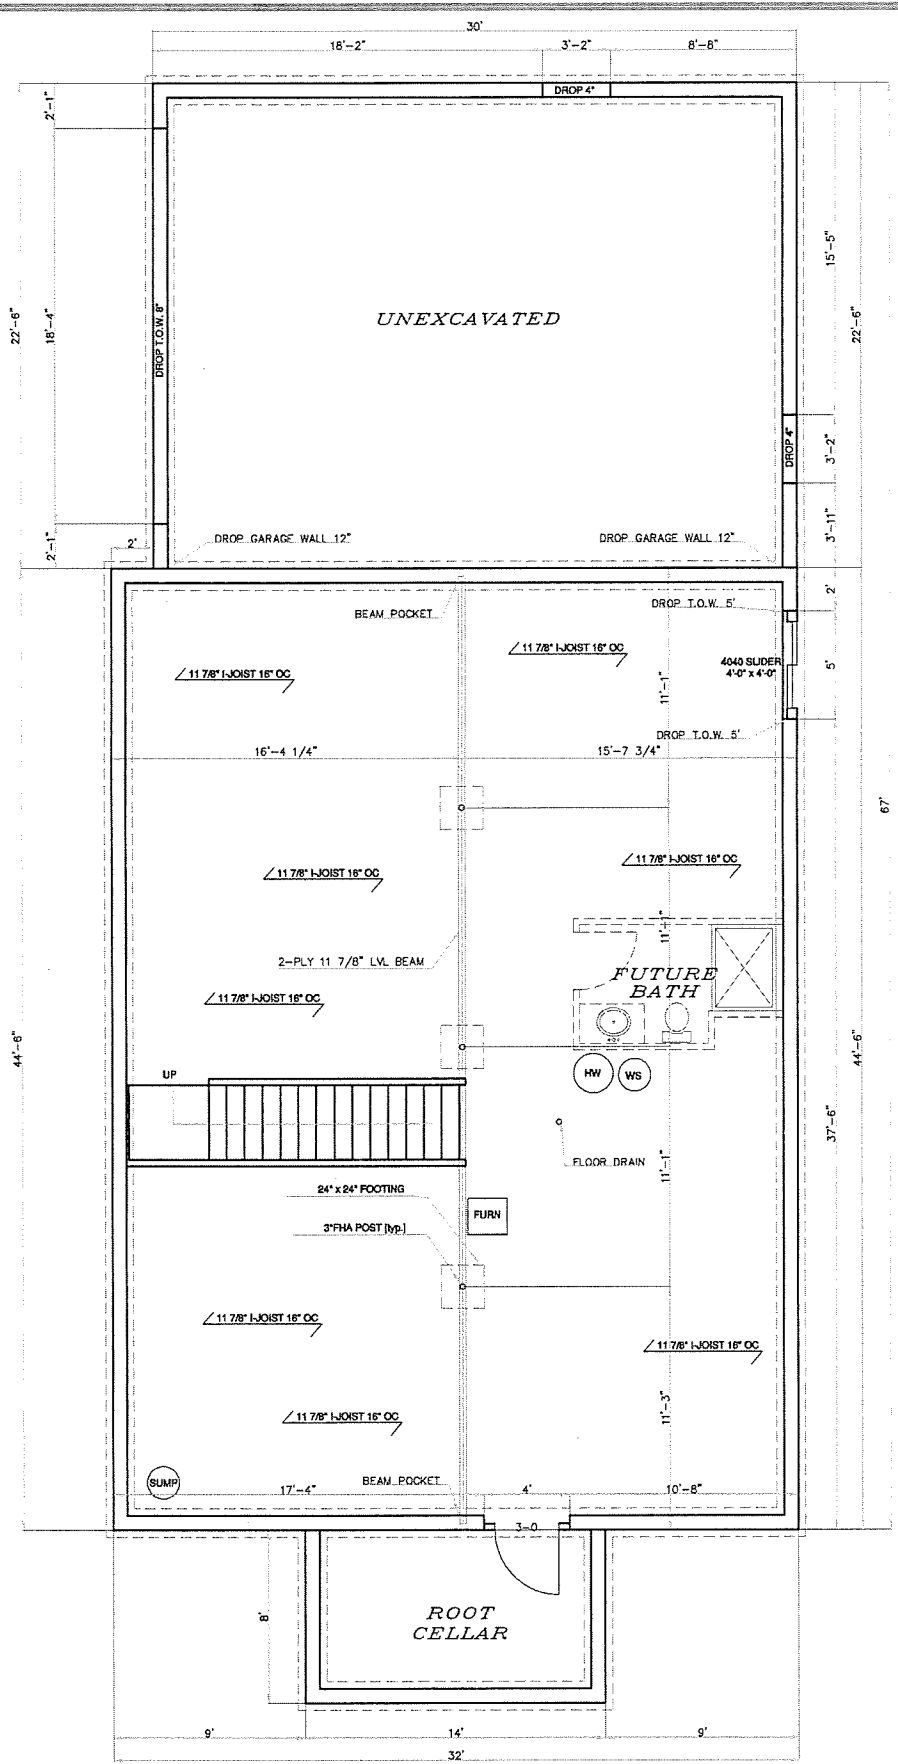 30'
18'-2"
3'-2"
8'-8"
DROP 4"
2'-1"
18'-4"
22'-6"
DROP T.O.W. 8"
UNEXCAVATED
15'-5"
22'-6"
DROP 4"
3'-2"
3'-11"
2'-1"
2'
DROP GARAGE WALL 12"
DROP GARAGE WALL 12"
BEAM POCKET
DROP T.O.W. 5'
2'
11 7/8" I-JOIST 16" OC
11 7/8" I-JOIST 16" OC
4040 SLIDER
4'-0" x 4'-0"
5'
11'-1"
DROP T.O.W. 5'
16'-4 1/4"
15'-7 3/4"
67'
11 7/8" I-JOIST 16" OC
11 7/8" I-JOIST 16" OC
11'-1"
2-PLY 11 7/8" LVL BEAM
FUTURE
BATH
11 7/8" I-JOIST 16" OC
44'-6"
44'-6"
UP
HW
WS
37'-6"
FLOOR DRAIN
11'-1"
24" x 24" FOOTING
FURN
3"FHA POST [typ.]
11 7/8" I-JOIST 16" OC
11 7/8" I-JOIST 16" OC
11 7/8" I-JOIST 16" OC
11'-3"
SUMP
BEAM POCKET
17'-4"
4'
10'-8"
3-0
8'
ROOT
CELLAR
9'
14'
9'
32'